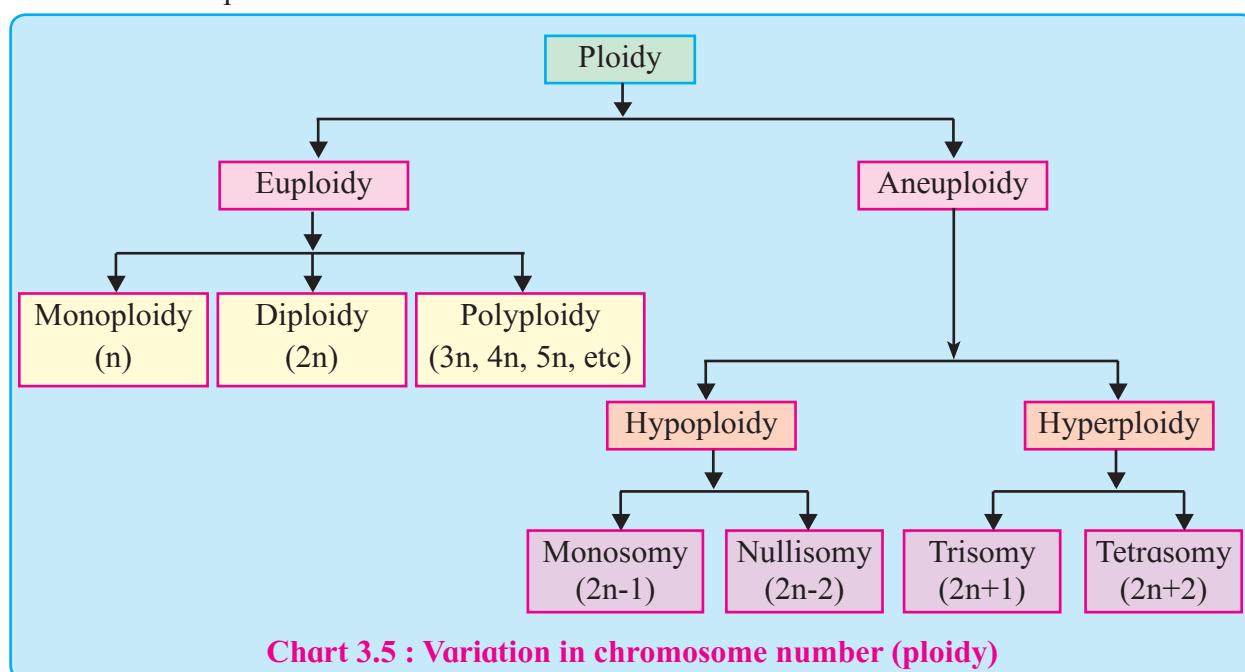 Ploidy
Euploidy
Aneuploidy
Monoploidy
(n)
Diploidy
(2n)
Polyploidy
(3n, 4n, 5n, etc)
Hypoploidy
Hyperploidy
Monosomy
(2n-1)
Nullisomy
(2n-2)
Trisomy
(2n+1)
Tetrasomy
(2n+2)
Chart 3.5 : Variation in chromosome number (ploidy)